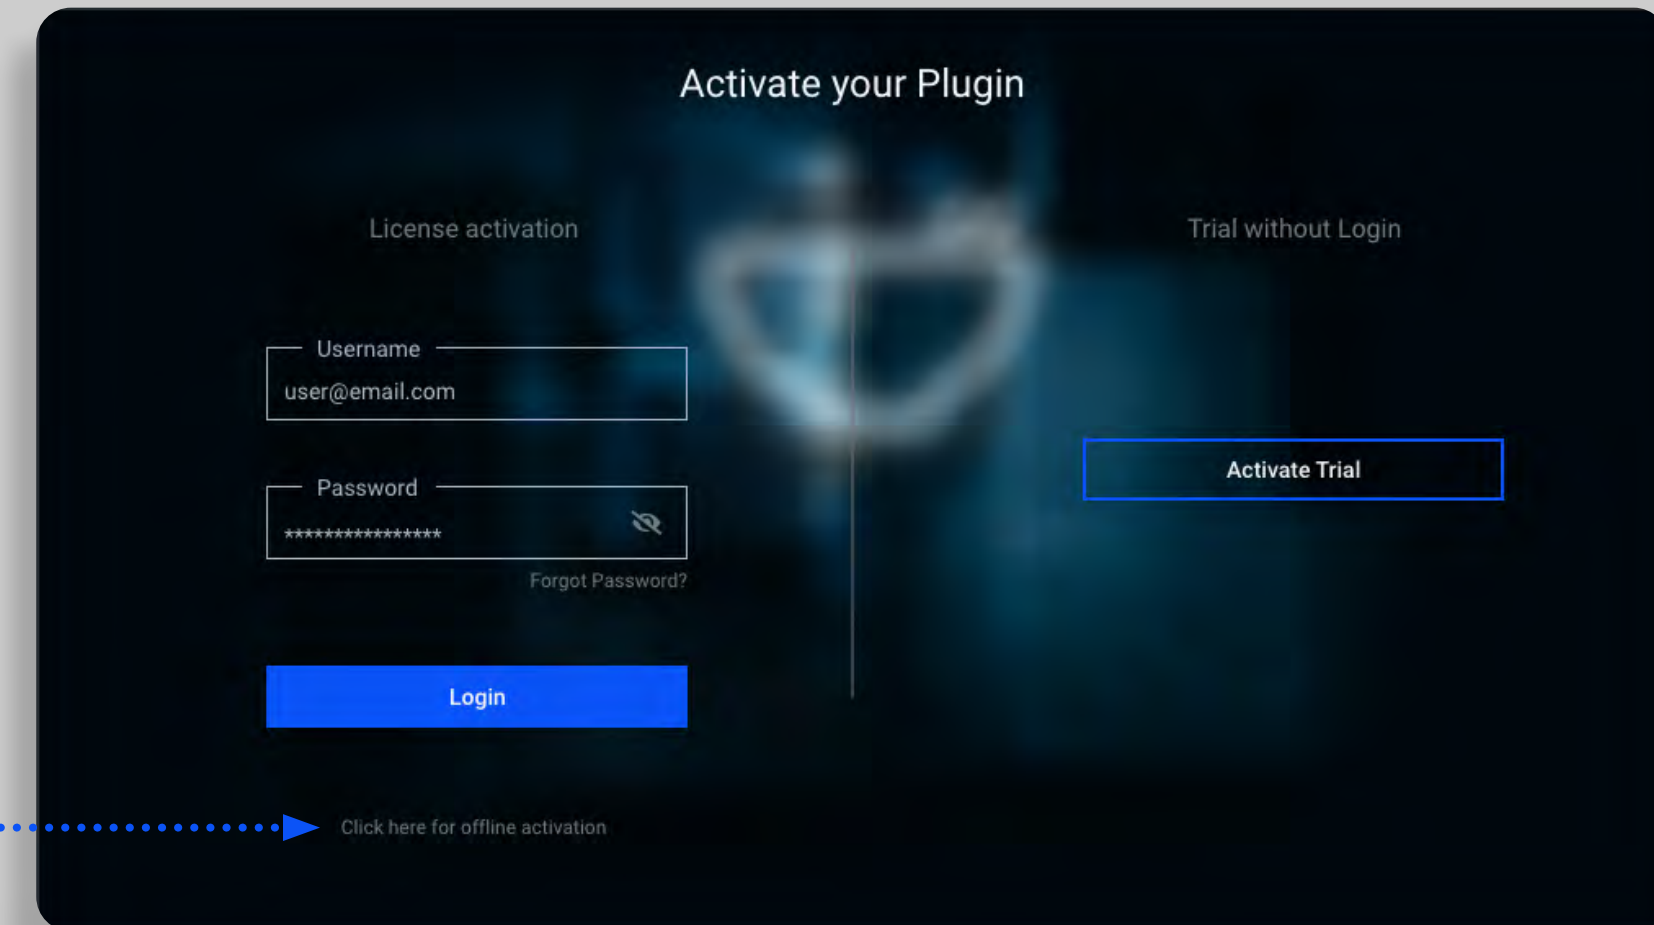 Activate your Plugin
License activation
Username
user@email.com
Password
****************
Forgot Password?
Login
Click here for offline activation
Trial without Login
Activate Trial